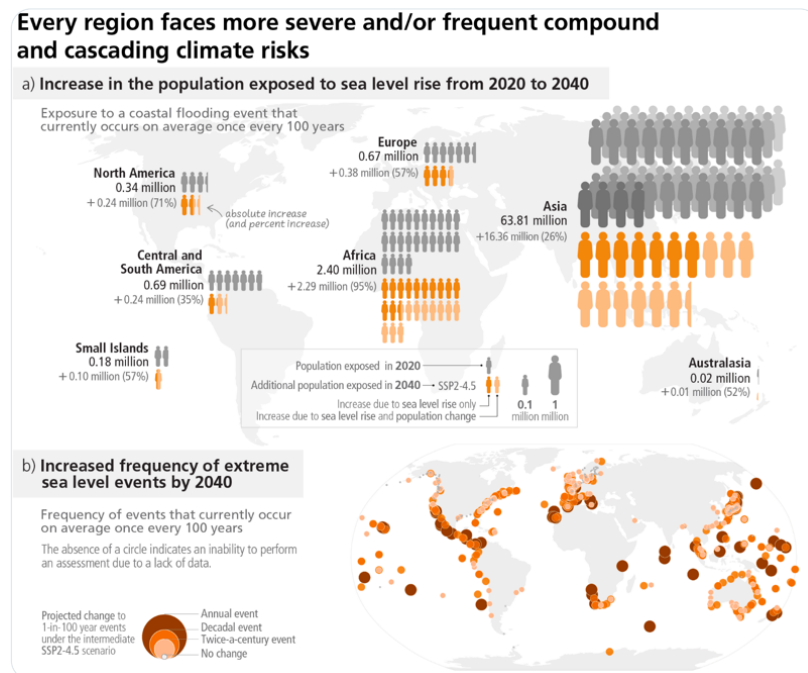 Every region faces more severe and/or frequent compound
and cascading climate risks
a) Increase in the population exposed to sea level rise from 2020 to 2040
Exposure to a coastal flooding event that
currently occurs on average once every 100 years
North America
0.34 million
+ 0.24 million (71%)
absolute increase
(and percent increase)
Europe
0.67 million
+ 0.38 million (57%)
Asia
63.81 million
+16.36 million (26%)
Central and
South America
0.69 million
+ 0.24 million (35%)
Africa
2.40 million
+ 2.29 million (95%)
Small Islands
0.18 million
+ 0.10 million (57%)
Australasia
0.02 million
+ 0.01 million (52%)
Population exposed in 2020
Additional population exposed in 2040 SSP2-4.5
Increase due to sea level rise only
Increase due to sea level rise and population change
0.1 1
million million
b) Increased frequency of extreme
sea level events by 2040
Frequency of events that currently occur
on average once every 100 years
The absence of a circle indicates an inability to perform
an assessment due to a lack of data.
Projected change to
1-in-100 year events
under the intermediate
SSP2-4.5 scenario
Annual event
Decadal event
Twice-a-century event
No change